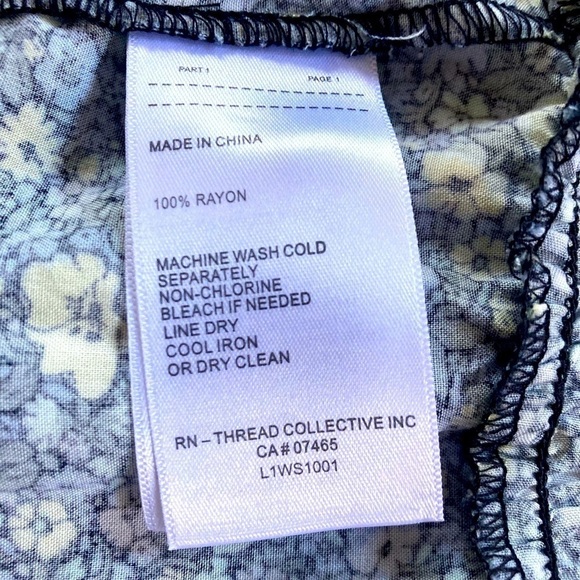 PART 1 PAGE 1
MADE IN CHINA
100% RAYON
MACHINE WASH COLD
SEPARATELY
NON-CHLORINE
BLEACH IF NEEDED
LINE DRY
COOL IRON
OR DRY CLEAN
RN – THREAD COLLECTIVE INC
CA # 07465
L1WS1001